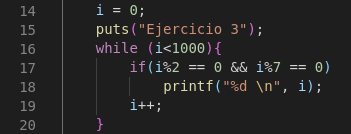 14 i = 0;
15 puts("Ejercicio 3");
16 while (i<1000){
17 if(i%2 == 0 && i%7 == 0)
18 printf("%d \n", i);
19 i++;
20 }